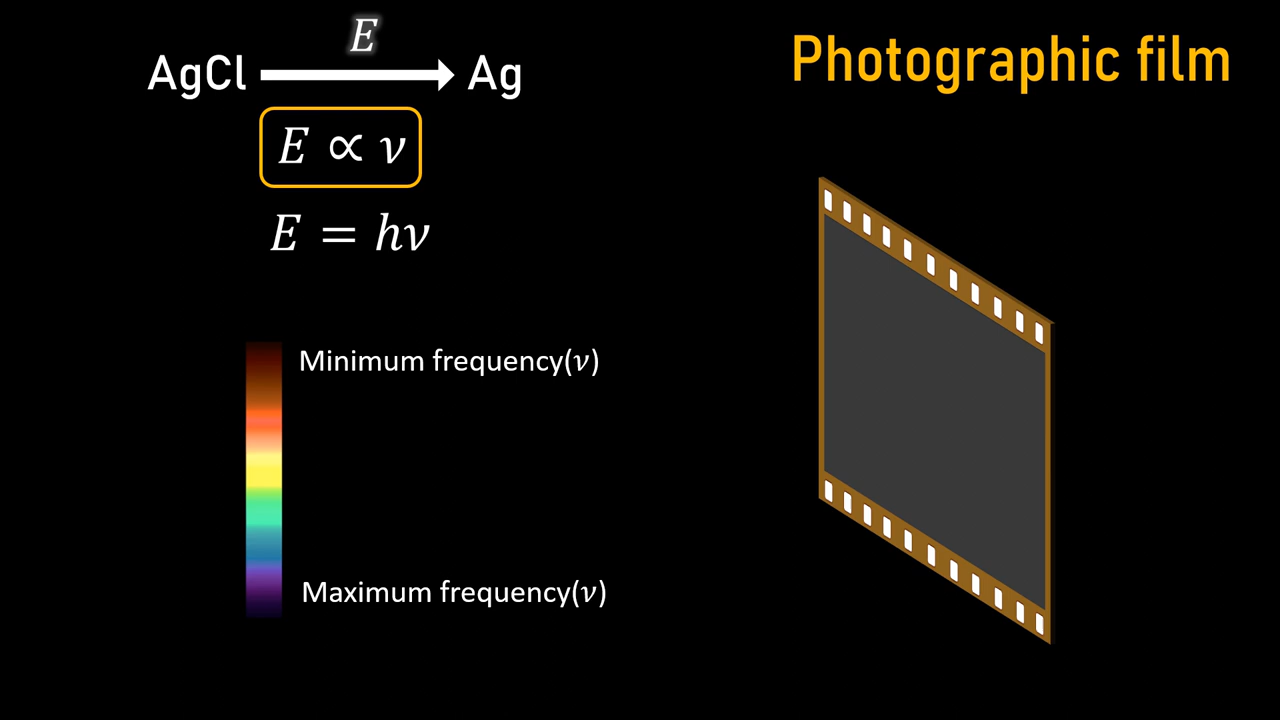 E
AgCl → Ag
E ∝ ν
E = hν
Minimum frequency(ν)
Maximum frequency(ν)
Photographic film